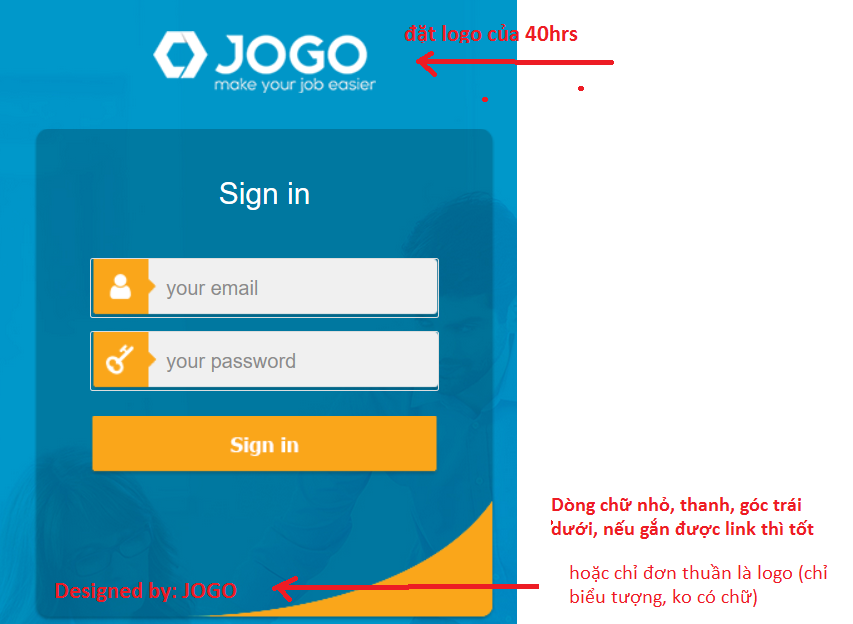 đặt logo của 40hrs
JOGO
make your job easier
Sign in
your email
your password
Sign in
Dòng chữ nhỏ, thanh, góc trái
dưới, nếu gắn được link thì tốt
hoặc chỉ đơn thuần là logo (chỉ
biểu tượng, ko có chữ)
Designed by: JOGO